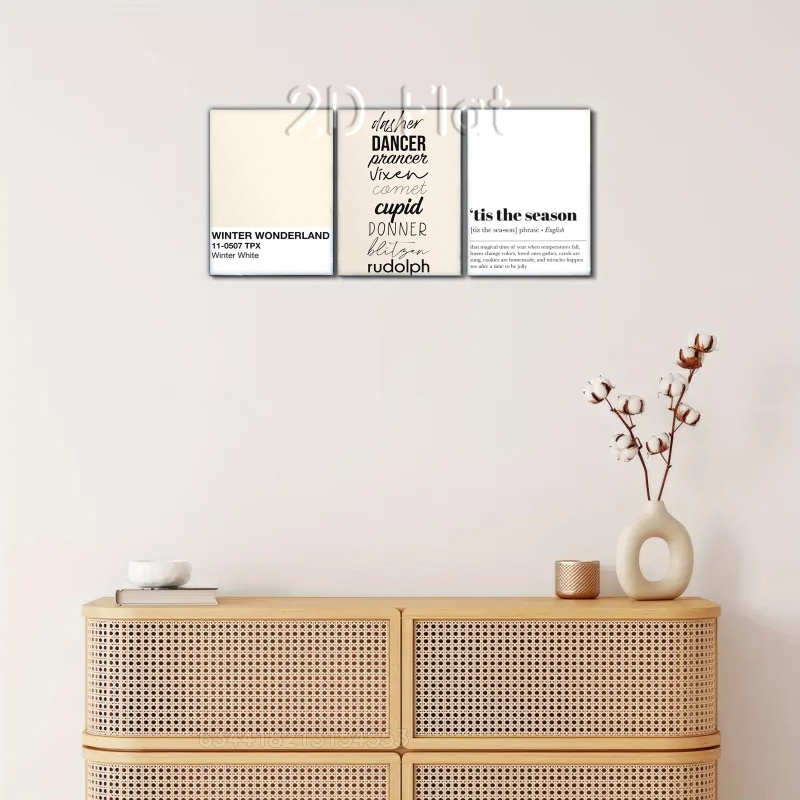 2D Flat
WINTER WONDERLAND
11-0507 TPX
Winter White
dasher
DANCER
prancer
vixen
comet
cupid
DONNER
blitzen
rudolph
'tis the season
[tiz the sea•son] phrase • English
that magical time of year when temperatures fall,
leaves change colors, loved ones gather, carols are
sung, cookies are homemade, and miracles happen
see also: a time to be jolly